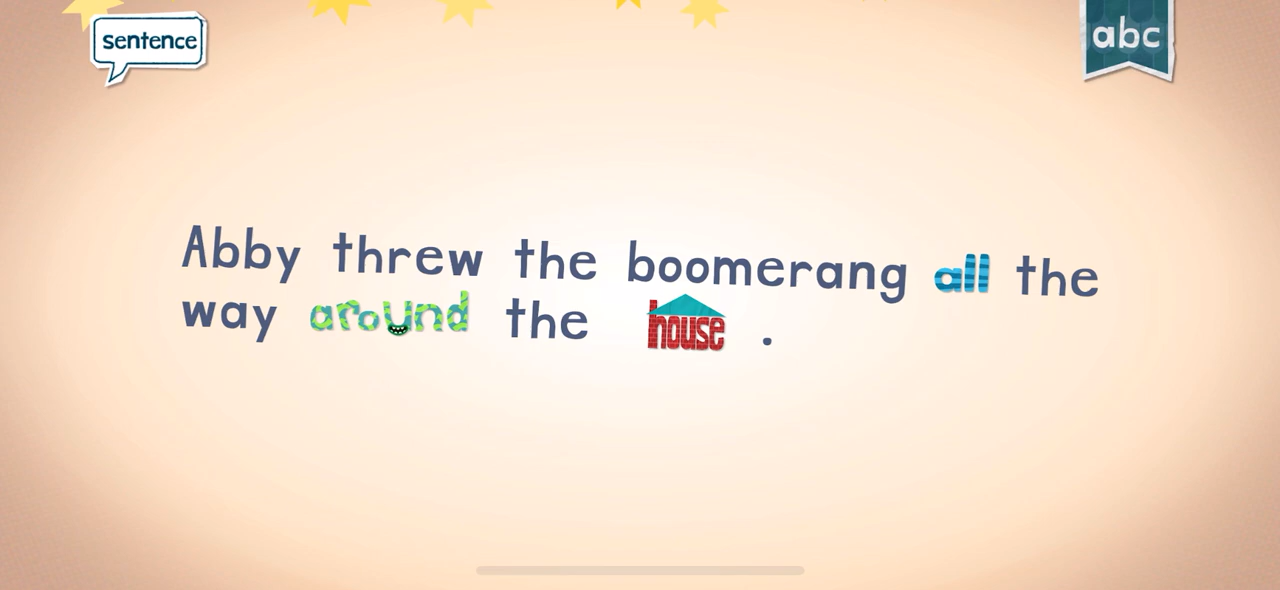 sentence
abc
Abby threw the boomerang all the
way around the house .